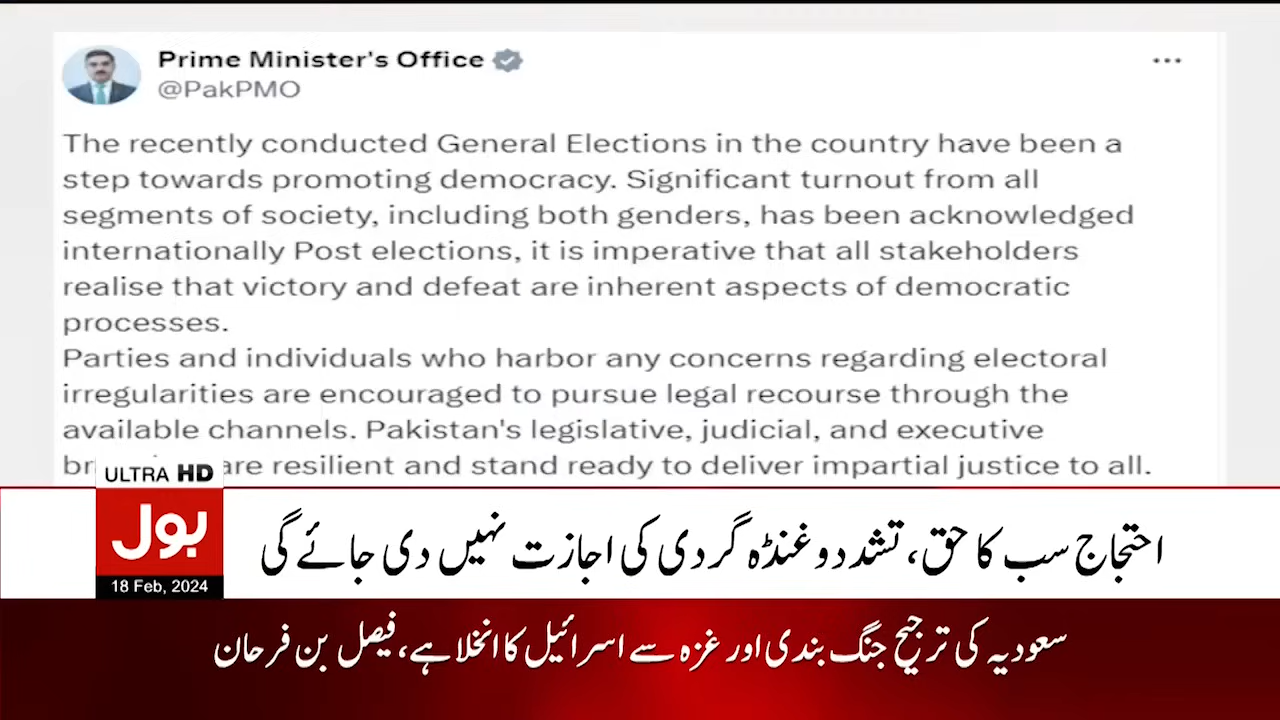 Prime Minister's Office
@PakPMO
The recently conducted General Elections in the country have been a
step towards promoting democracy. Significant turnout from all
segments of society, including both genders, has been acknowledged
internationally Post elections, it is imperative that all stakeholders
realise that victory and defeat are inherent aspects of democratic
processes.
Parties and individuals who harbor any concerns regarding electoral
irregularities are encouraged to pursue legal recourse through the
available channels. Pakistan's legislative, judicial, and executive
are resilient and stand ready to deliver impartial justice to all.
ULTRA HD
بول
18 Feb, 2024
احتجاج سب کا حق، تشدد و غنڈہ گردی کی اجازت نہیں دی جائے گی
سعودیہ کی ترجیح جنگ بندی اور غزہ سے اسرائیل کا انخلا ہے، فیصل بن فرحان